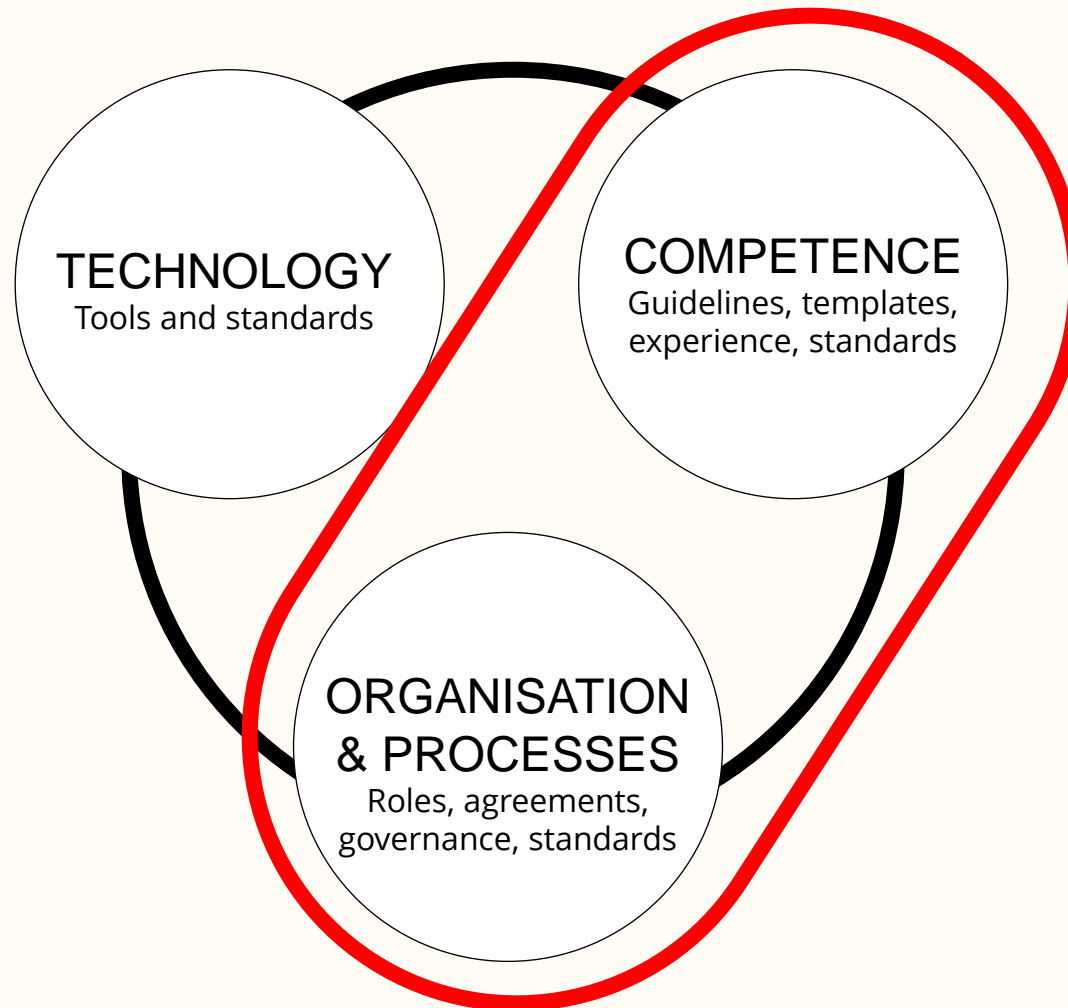 TECHNOLOGY
Tools and standards
COMPETENCE
Guidelines, templates,
experience, standards
ORGANISATION
& PROCESSES
Roles, agreements,
governance, standards